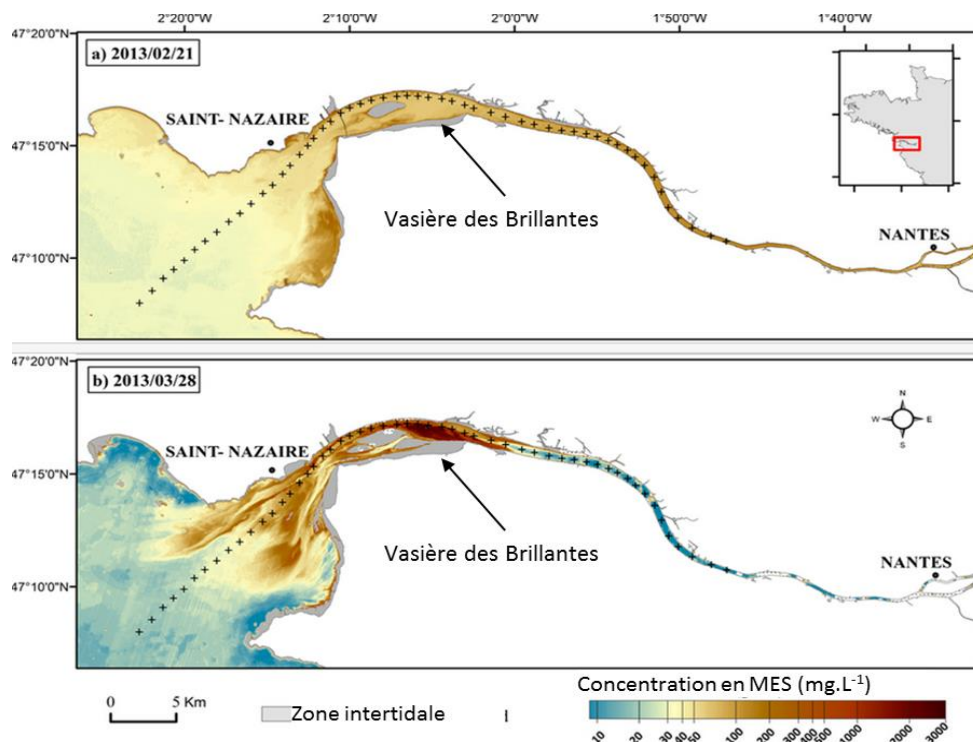 2°20'0"O 2°10'0"O 2°0'0"O 1°50'0"O 1°40'0"O
47°20'0"N
a) 2013/02/21
SAINT- NAZAIRE
47°15'0"N
Vasière des Brillantes
NANTES
47°10'0"N
47°20'0"N
b) 2013/03/28
N
W E
S
SAINT- NAZAIRE
47°15'0"N
Vasière des Brillantes
NANTES
47°10'0"N
Concentration en MES (mg.L-1)
0 5 Km
Zone intertidale
10 20 30 40 50 100 200 300 400 500 1000 2000 3000